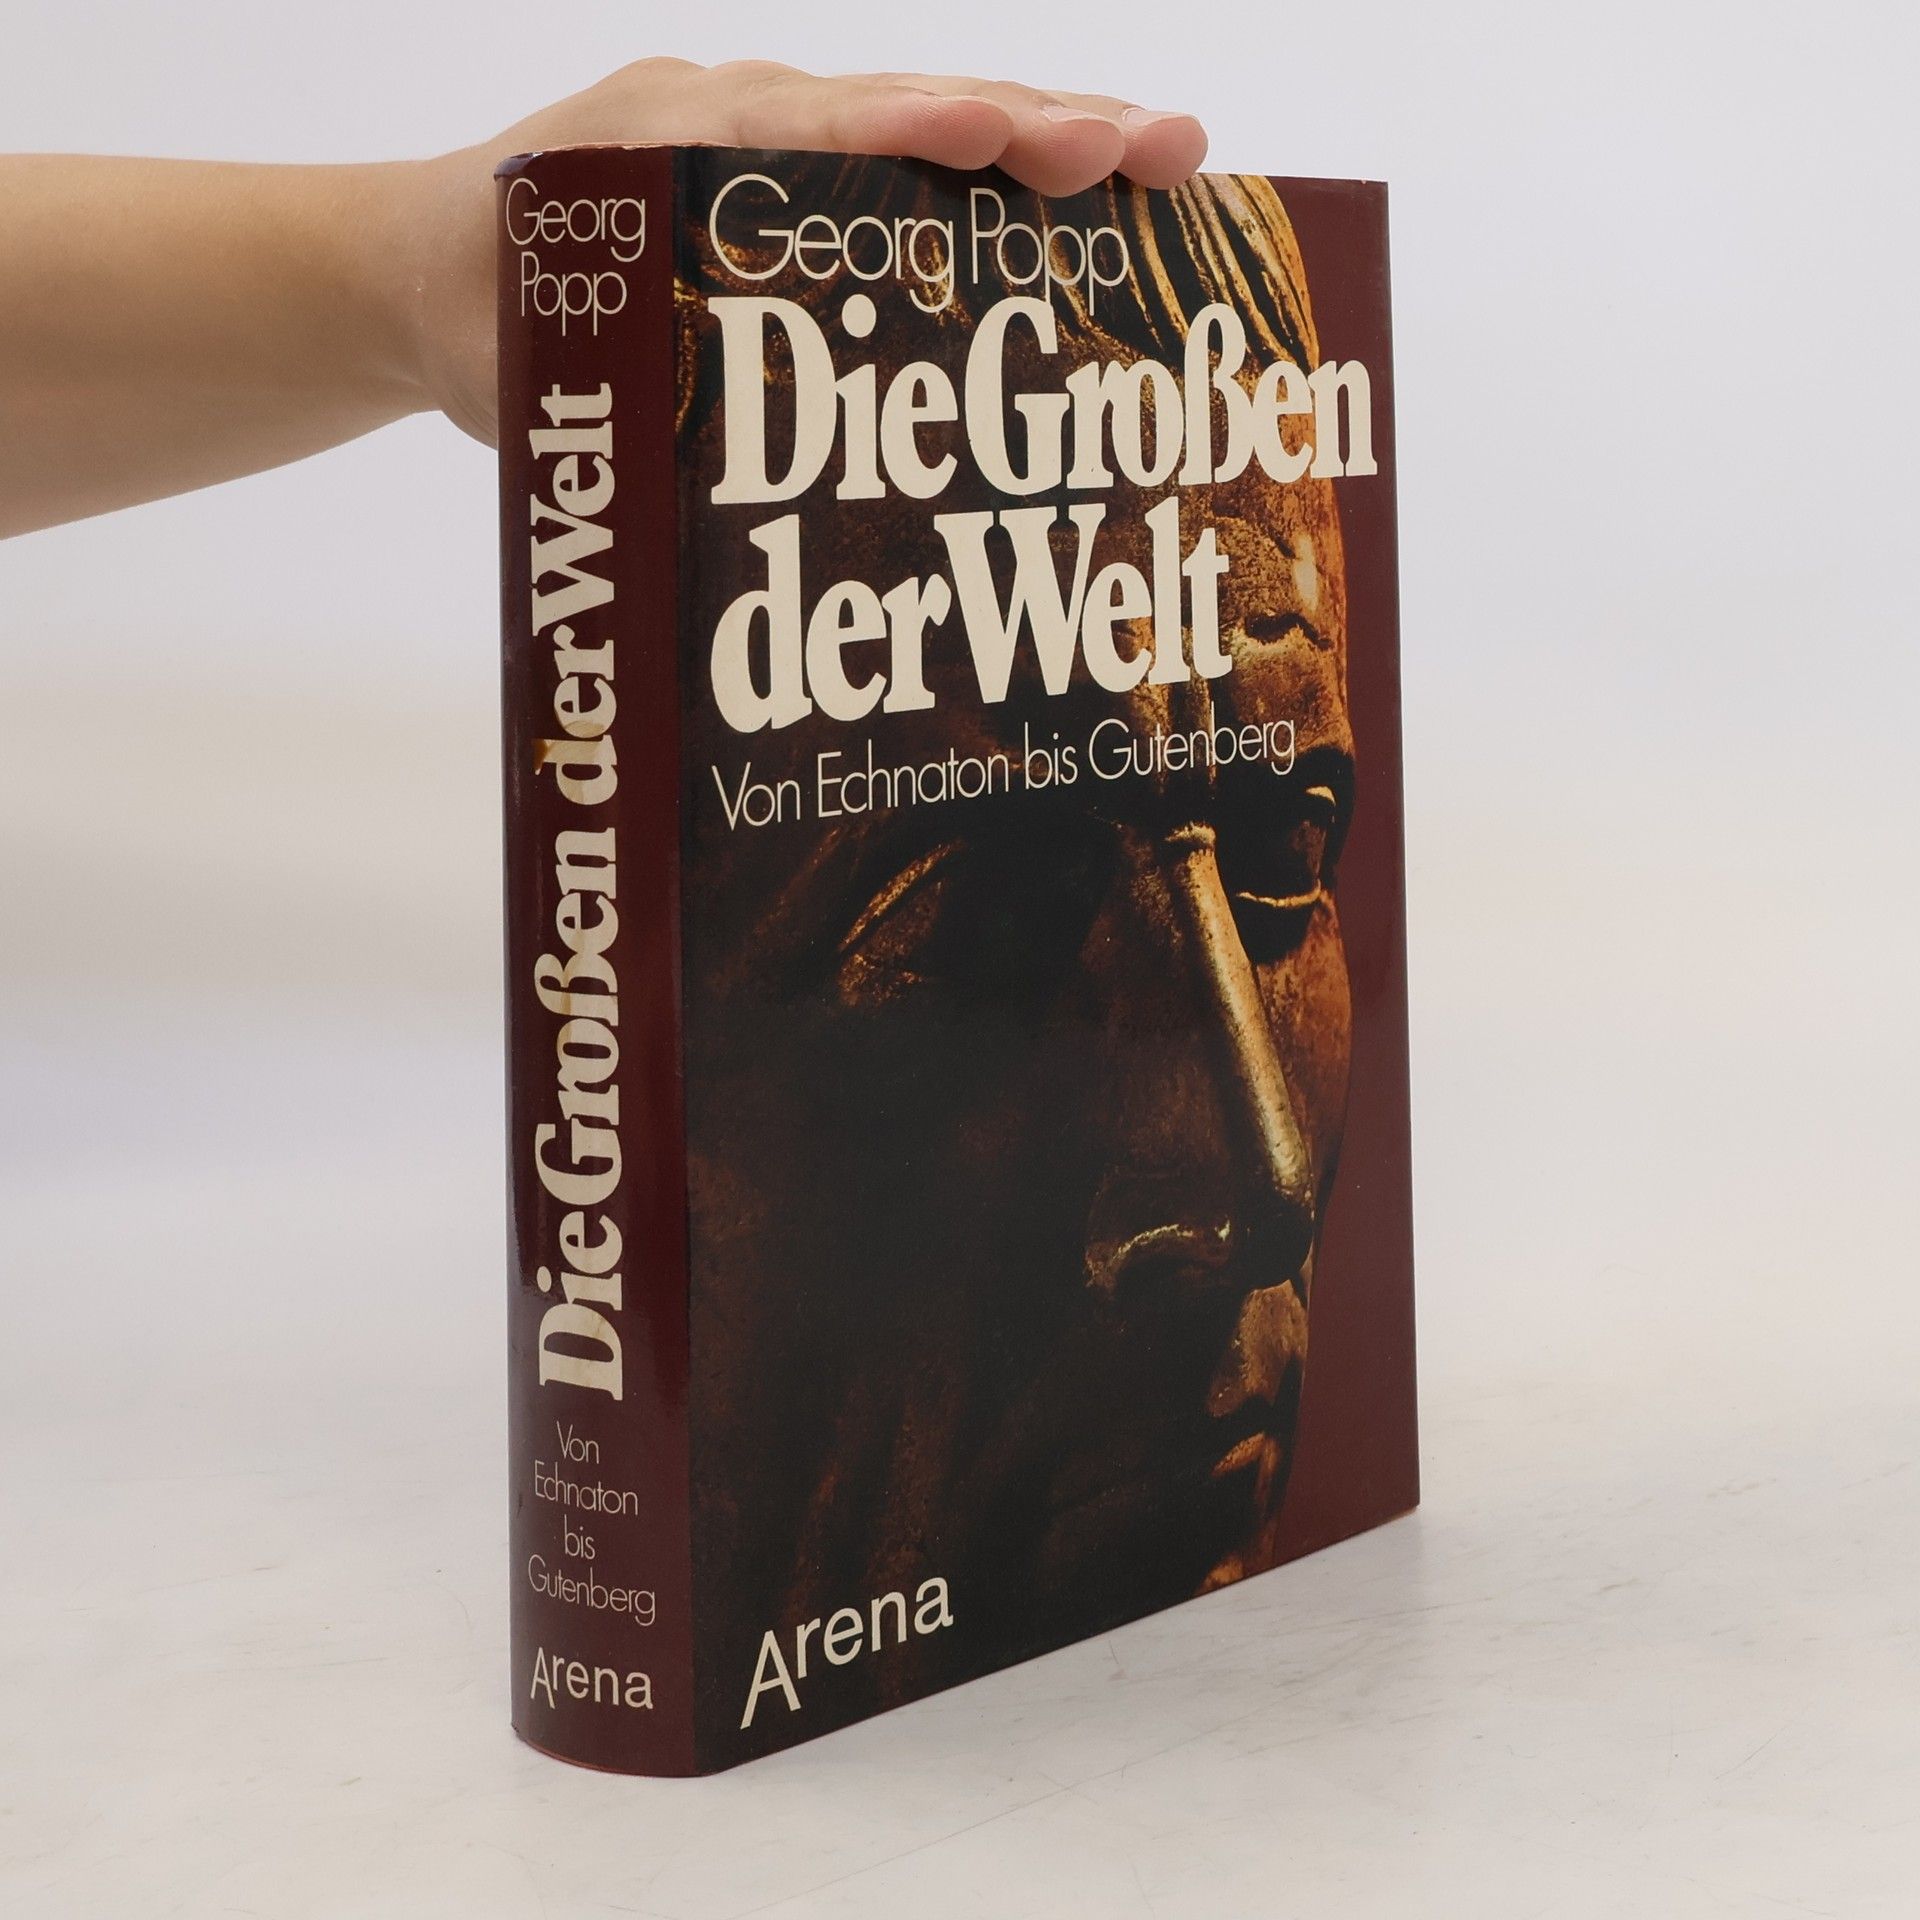 Georg
Popp
Die Großen der Welt
Von
Echnaton
bis
Gutenberg
Arena
Georg Popp
Die Großen
der Welt
Von Echnaton bis Gutenberg
Arena